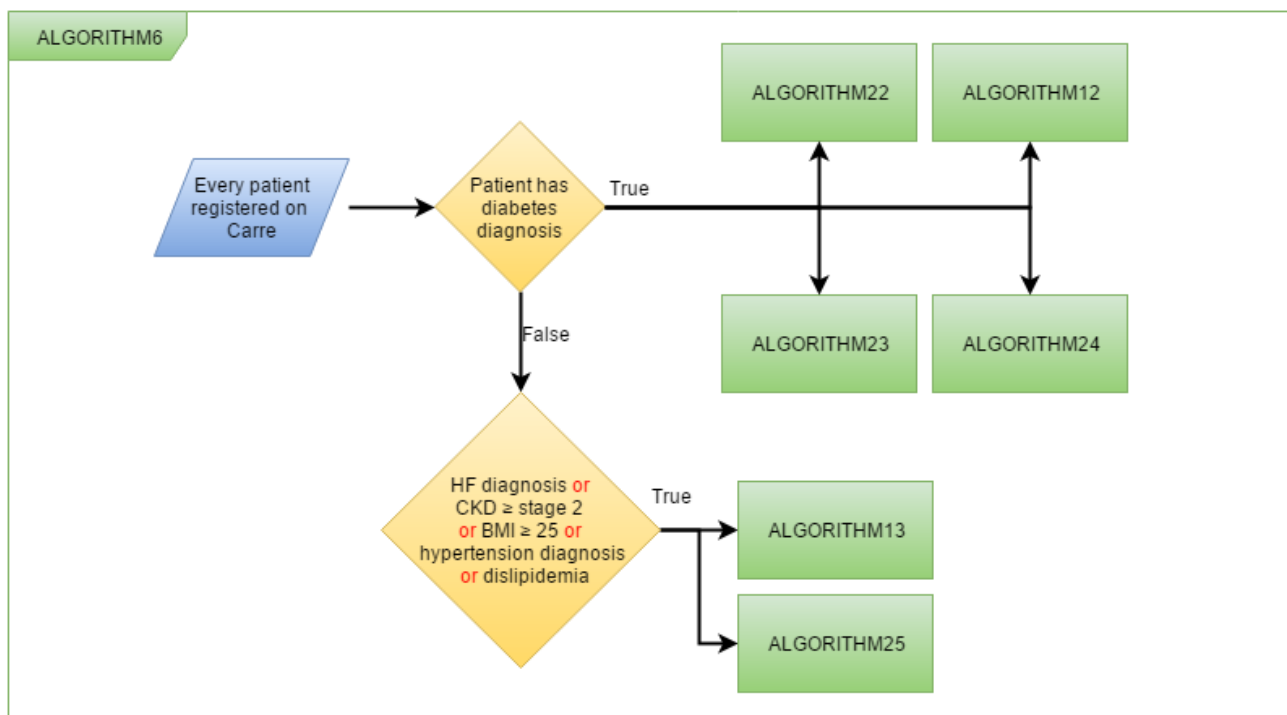 ALGORITHM6
ALGORITHM22
ALGORITHM12
Every patient
registered on
Carre
Patient has
diabetes
diagnosis
True
ALGORITHM23
ALGORITHM24
False
HF diagnosis or
CKD ≥ stage 2
or BMI ≥ 25 or
hypertension diagnosis
or dislipidemia
True
ALGORITHM13
ALGORITHM25